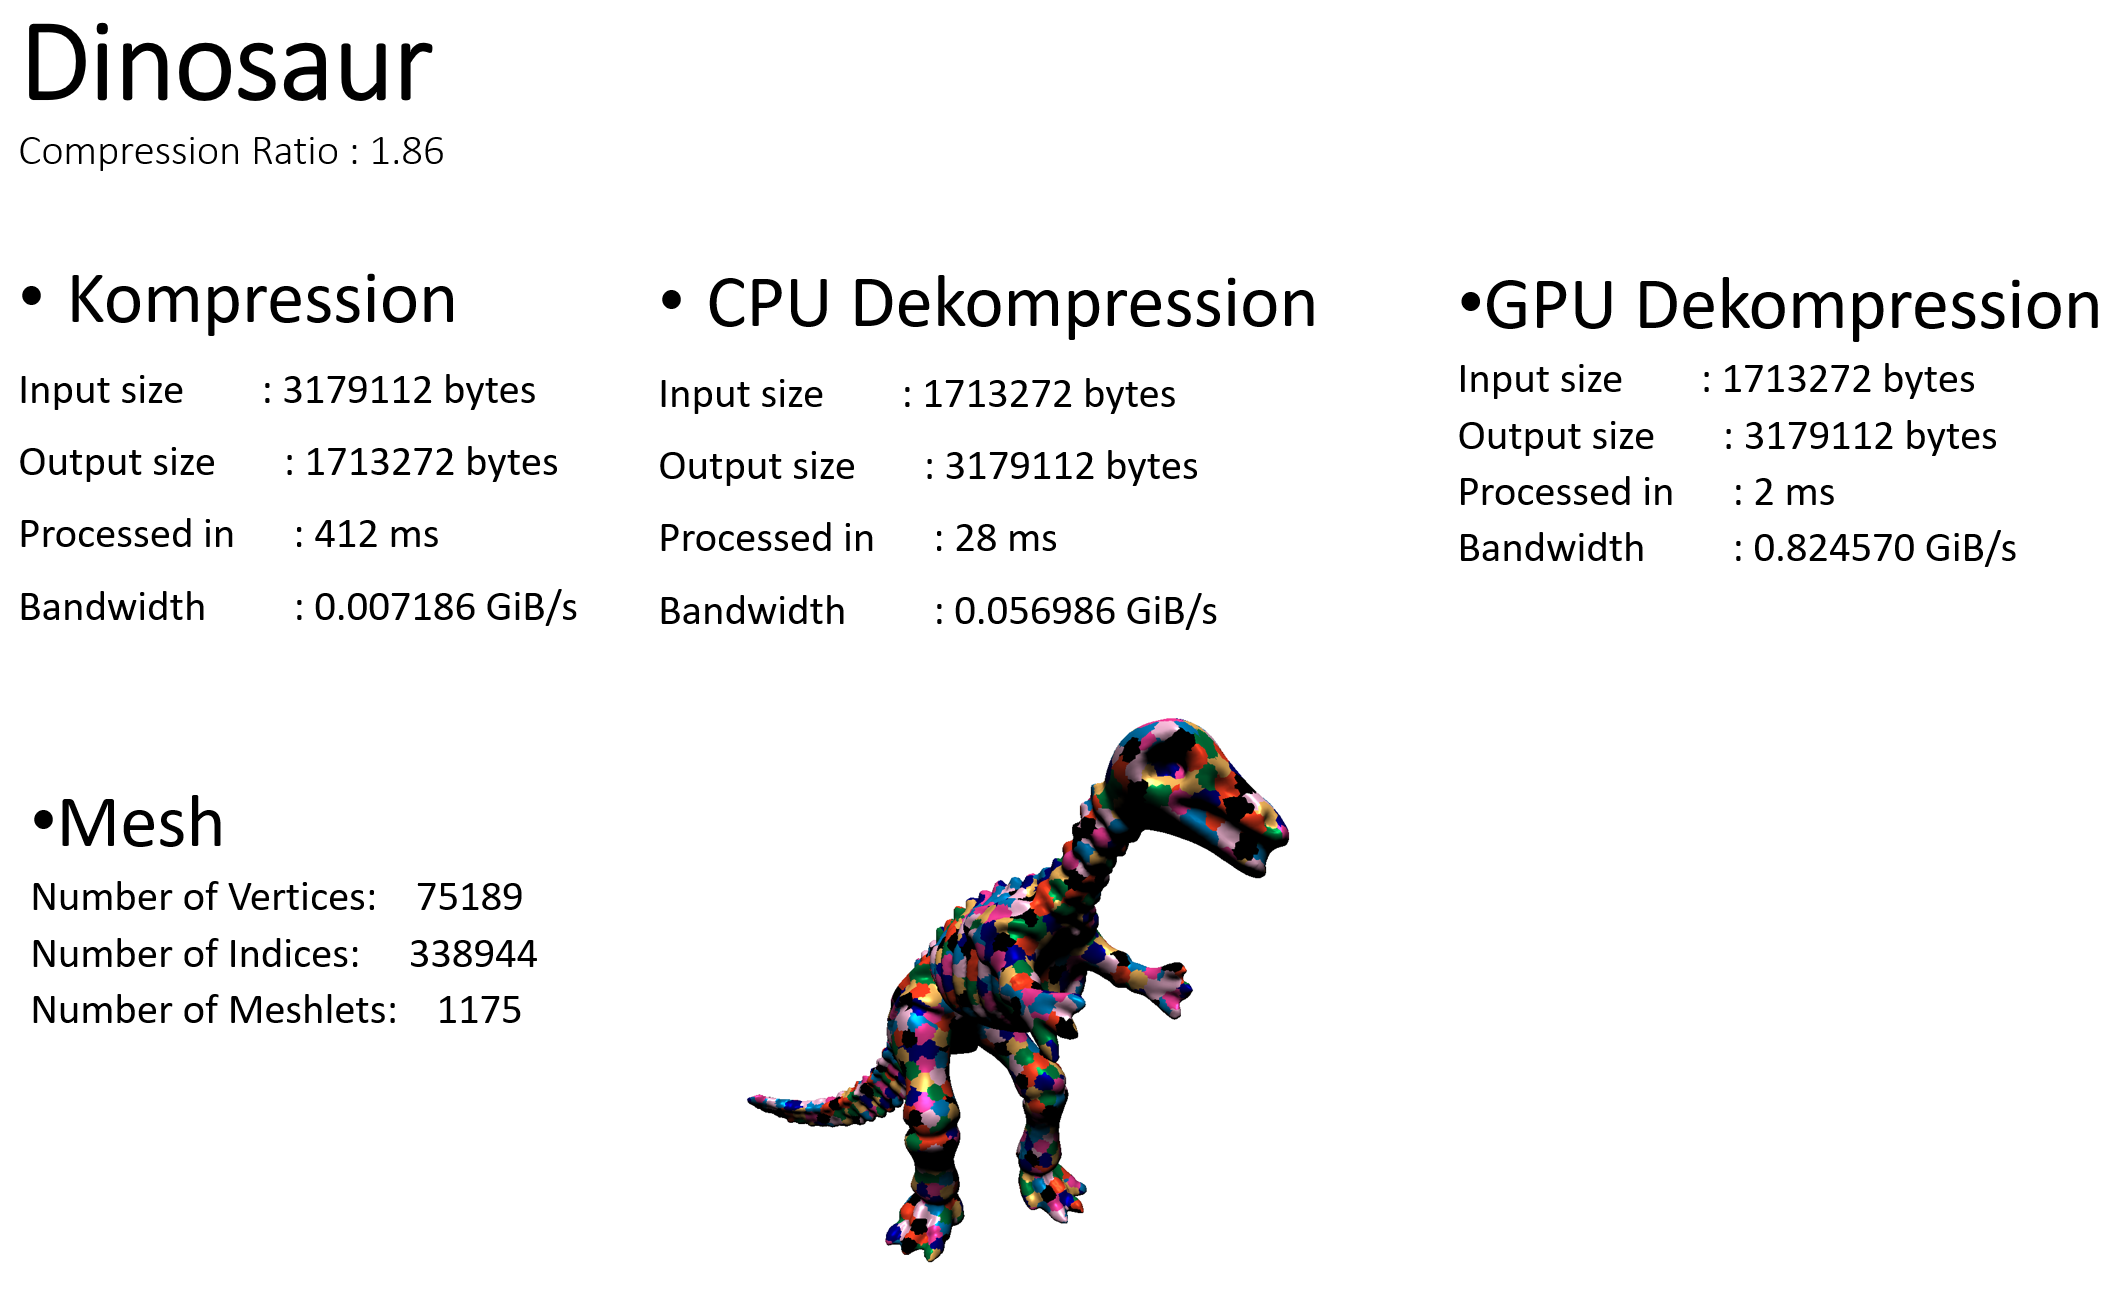 Dinosaur
Compression Ratio : 1.86
• Kompression
Input size : 3179112 bytes
Output size : 1713272 bytes
Processed in : 412 ms
Bandwidth : 0.007186 GiB/s
• CPU Dekompression
Input size : 1713272 bytes
Output size : 3179112 bytes
Processed in : 28 ms
Bandwidth : 0.056986 GiB/s
•GPU Dekompression
Input size : 1713272 bytes
Output size : 3179112 bytes
Processed in : 2 ms
Bandwidth : 0.824570 GiB/s
•Mesh
Number of Vertices: 75189
Number of Indices: 338944
Number of Meshlets: 1175